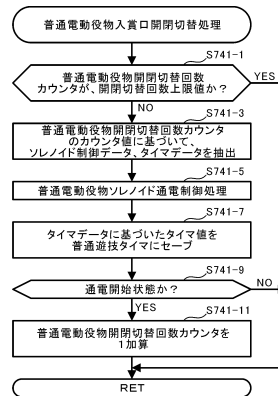 普通電動役物入賞口開閉切替処理
S741-1
普通電動役物開閉切替回数
カウンタが、開閉切替回数上限値か?
YES
NO
S741-3
普通電動役物開閉切替回数カウンタ
のカウンタ値に基づいて、
ソレノイド制御データ、タイマデータを抽出
S741-5
普通電動役物ソレノイド通電制御処理
S741-7
タイマデータに基づいたタイマ値を
普通遊技タイマにセーブ
S741-9
通電開始状態か?
NO
YES
S741-11
普通電動役物開閉切替回数カウンタを
1加算
RET